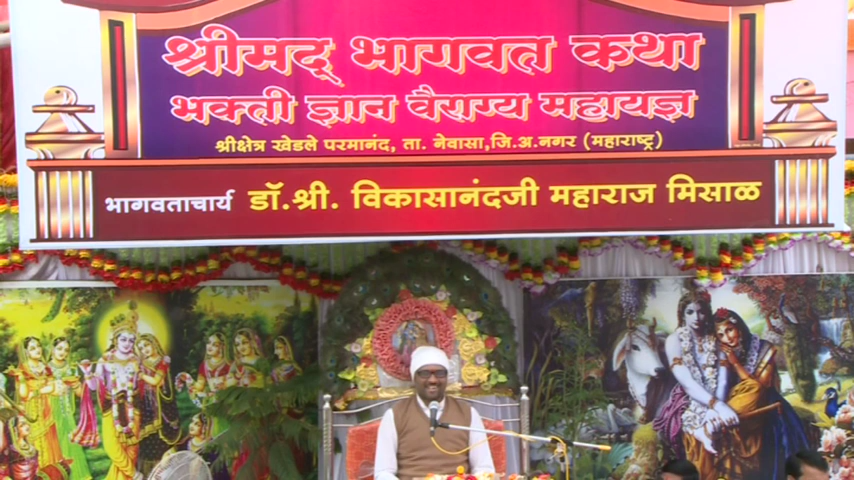 श्रीमद् भागवत कथा
भक्ती ज्ञान वैराग्य महायज्ञ
श्रीक्षेत्र खेडले परमानंद, ता. नेवासा,जि.अ.नगर (महाराष्ट्र)
भागवताचार्य डॉ.श्री. विकासानंदजी महाराज मिसाळ